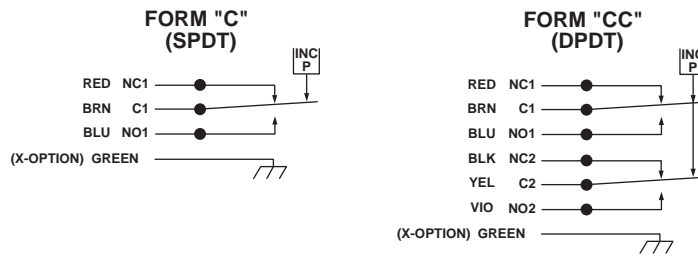 FORM "C"
(SPDT)
INC
P
RED NC1
BRN C1
BLU NO1
(X-OPTION) GREEN
FORM "CC"
(DPDT)
INC
P
RED NC1
BRN C1
BLU NO1
BLK NC2
YEL C2
VIO NO2
(X-OPTION) GREEN